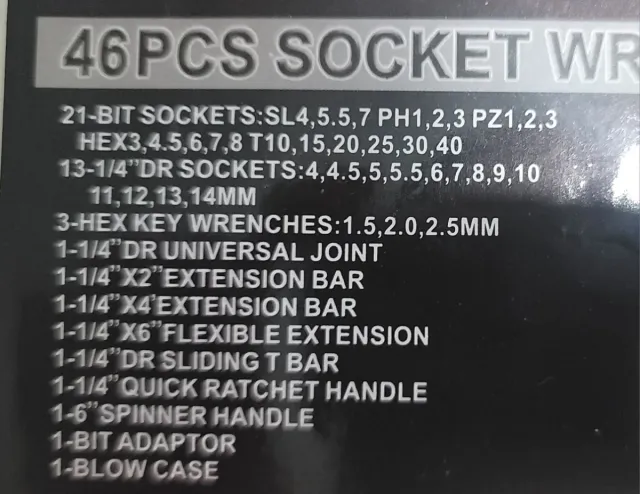 46PCS SOCKET WR
21-BIT SOCKETS:SL4,5.5,7 PH1,2,3 PZ1,2,3
HEX3,4.5,6,7,8 T10,15,20,25,30,40
13-1/4”DR SOCKETS:4,4.5,5,5.5,6,7,8,9,10
11,12,13,14MM
3-HEX KEY WRENCHES:1.5,2.0,2.5MM
1-1/4”DR UNIVERSAL JOINT
1-1/4”X2”EXTENSION BAR
1-1/4”X4’EXTENSION BAR
1-1/4”X6”FLEXIBLE EXTENSION
1-1/4”DR SLIDING T BAR
1-1/4”QUICK RATCHET HANDLE
1-6”SPINNER HANDLE
1-BIT ADAPTOR
1-BLOW CASE